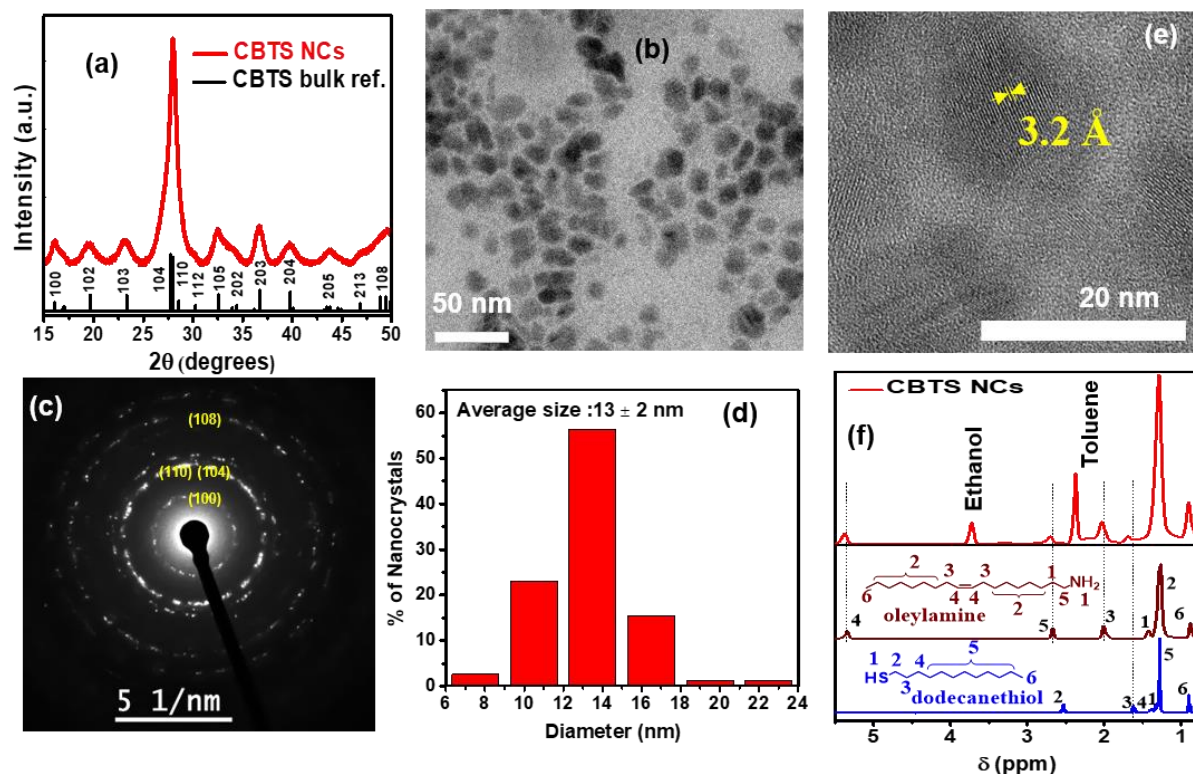 (a)
CBTS NCs
CBTS bulk ref.
Intensity (a.u.)
100
102
103
104
110
112
105
202
203
204
205
213
108
15 20 25 30 35 40 45 50
2θ (degrees)
(b)
50 nm
(e)
3.2 Å
20 nm
(c)
(108)
(110) (104)
(100)
5 1/nm
(d)
Average size :13 ± 2 nm
% of Nanocrystals
60
50
40
30
20
10
0
6 8 10 12 14 16 18 20 22 24
Diameter (nm)
(f)
CBTS NCs
Ethanol
Toluene
2 3 3 1
NH₂
6 4 4 2 5 1
oleylamine
4 5 3 1 2 6
1 2 4 5
HS 3 6
dodecanethiol
2 3 4 1 5 6
5 4 3 2 1
δ (ppm)